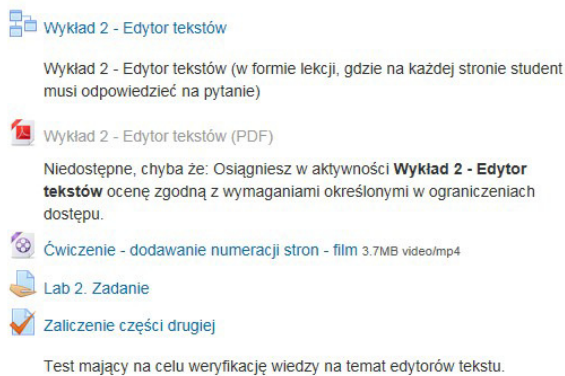 Wykład 2 - Edytor tekstów
Wykład 2 - Edytor tekstów (w formie lekcji, gdzie na każdej stronie student
musi odpowiedzieć na pytanie)
Wykład 2 - Edytor tekstów (PDF)
Niedostępne, chyba że: Osiągniesz w aktywności Wykład 2 - Edytor
tekstów ocenę zgodną z wymaganiami określonymi w ograniczeniach
dostępu.
Ćwiczenie - dodawanie numeracji stron - film 3.7MB video/mp4
Lab 2. Zadanie
Zaliczenie części drugiej
Test mający na celu weryfikację wiedzy na temat edytorów tekstu.